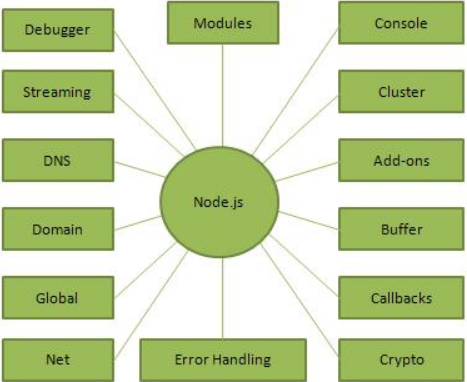 Debugger
Modules
Console
Streaming
Cluster
DNS
Add-ons
Node.js
Domain
Buffer
Global
Callbacks
Net
Error Handling
Crypto